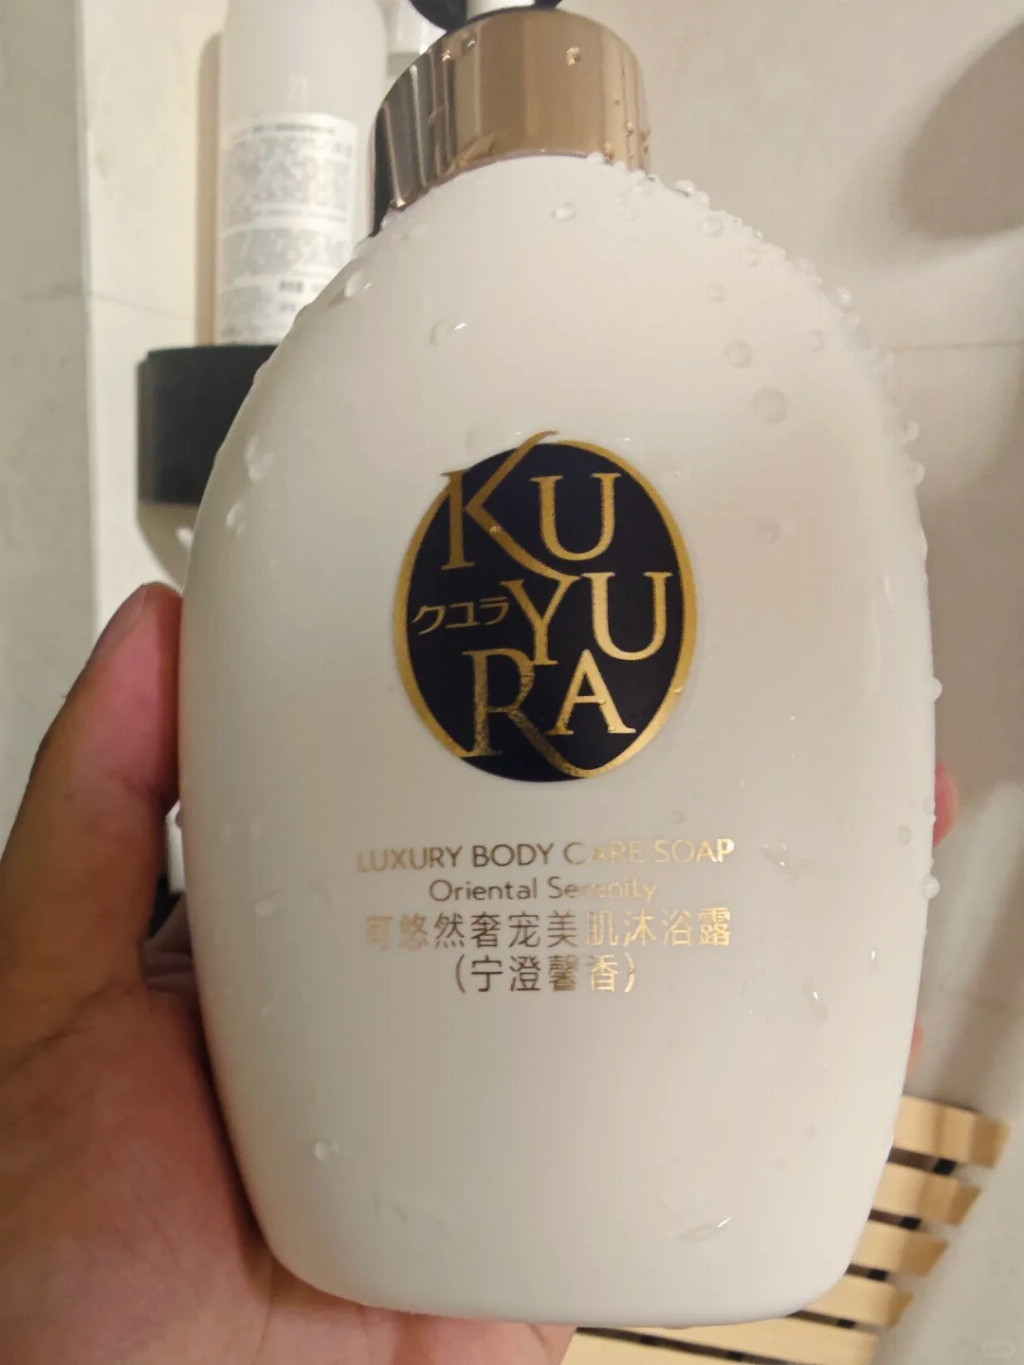 KU
クユラ YU
RA
LUXURY BODY CARE SOAP
Oriental Serenity
可悠然奢宠美肌沐浴露
(宁澄馨香)